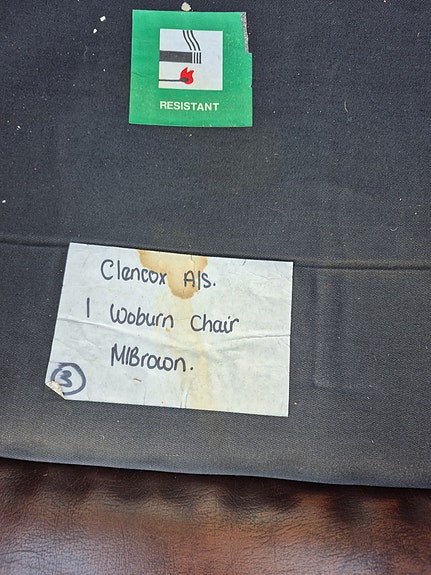 RESISTANT
Clencox A/S.
1 Woburn Chair
M/Brown.
3